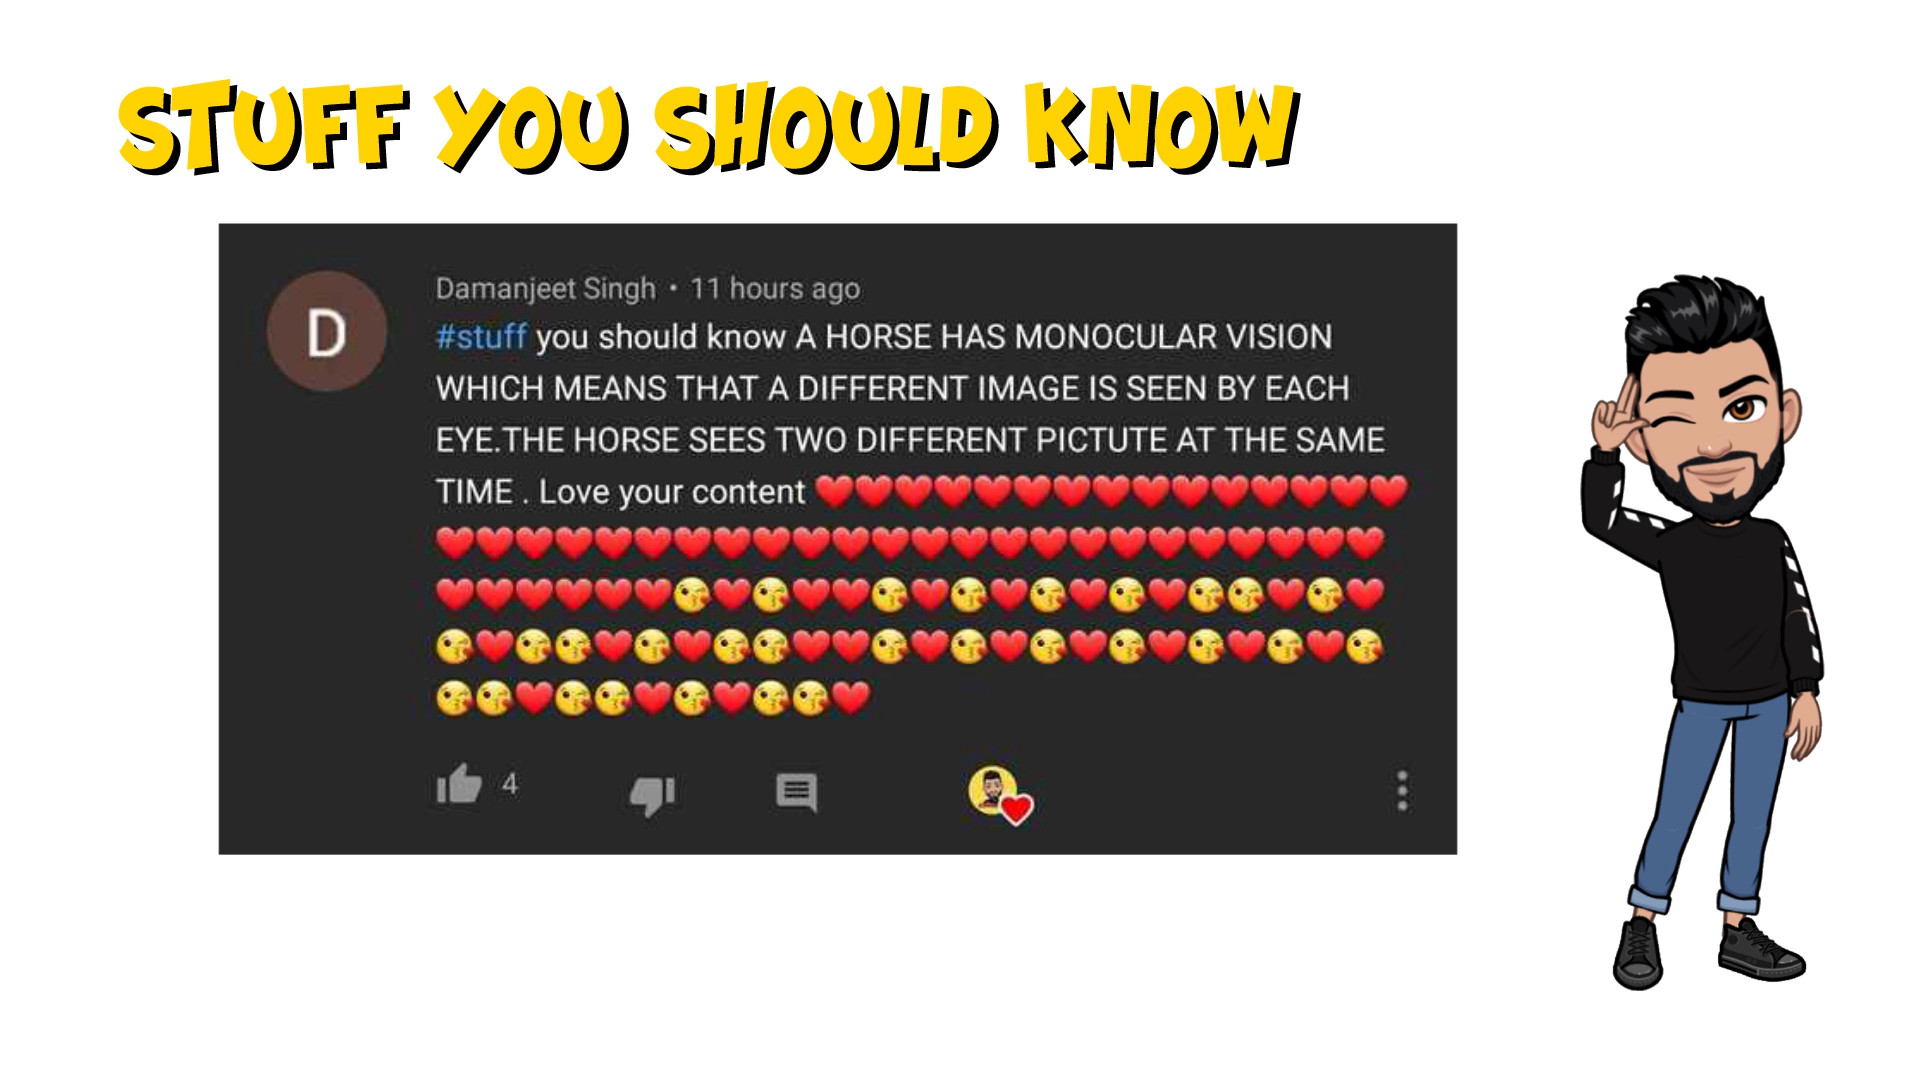 STUFF YOU SHOULD KNOW
D
Damanjeet Singh • 11 hours ago
#stuff you should know A HORSE HAS MONOCULAR VISION
WHICH MEANS THAT A DIFFERENT IMAGE IS SEEN BY EACH
EYE.THE HORSE SEES TWO DIFFERENT PICTUTE AT THE SAME
TIME . Love your content ❤️❤️❤️❤️❤️❤️❤️❤️❤️❤️❤️❤️❤️❤️❤️
❤️❤️❤️❤️❤️❤️❤️❤️❤️❤️❤️❤️❤️❤️❤️❤️❤️❤️❤️❤️❤️❤️❤️❤️
❤️❤️❤️❤️❤️❤️😘❤️😘❤️❤️😘❤️😘❤️😘❤️😘❤️😘😘❤️😘❤️
😘❤️😘😘❤️😘❤️😘😘❤️❤️😘❤️😘❤️😘❤️😘❤️😘❤️😘❤️😘
😘😘❤️😘😘❤️😘❤️😘😘❤️
4